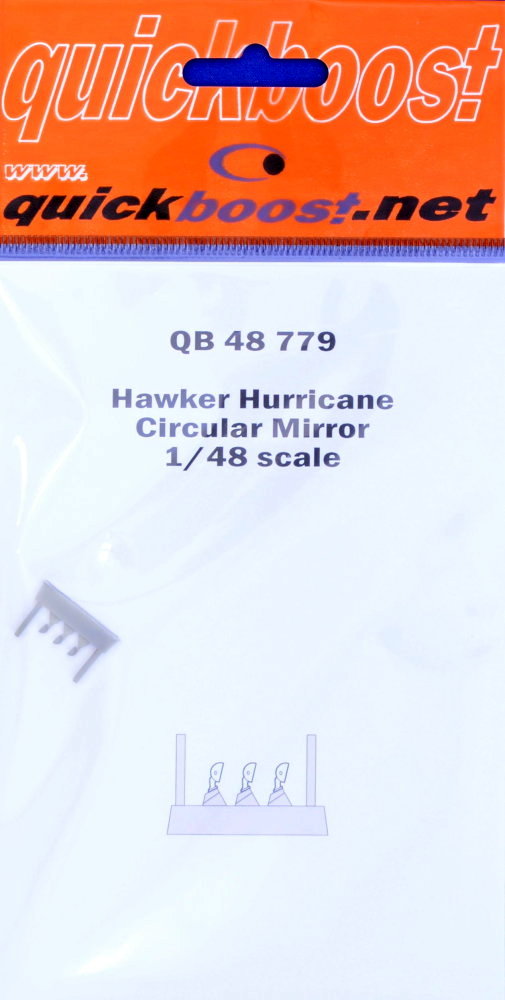 quickboost
www.
quickboost.net
QB 48 779
Hawker Hurricane
Circular Mirror
1/48 scale